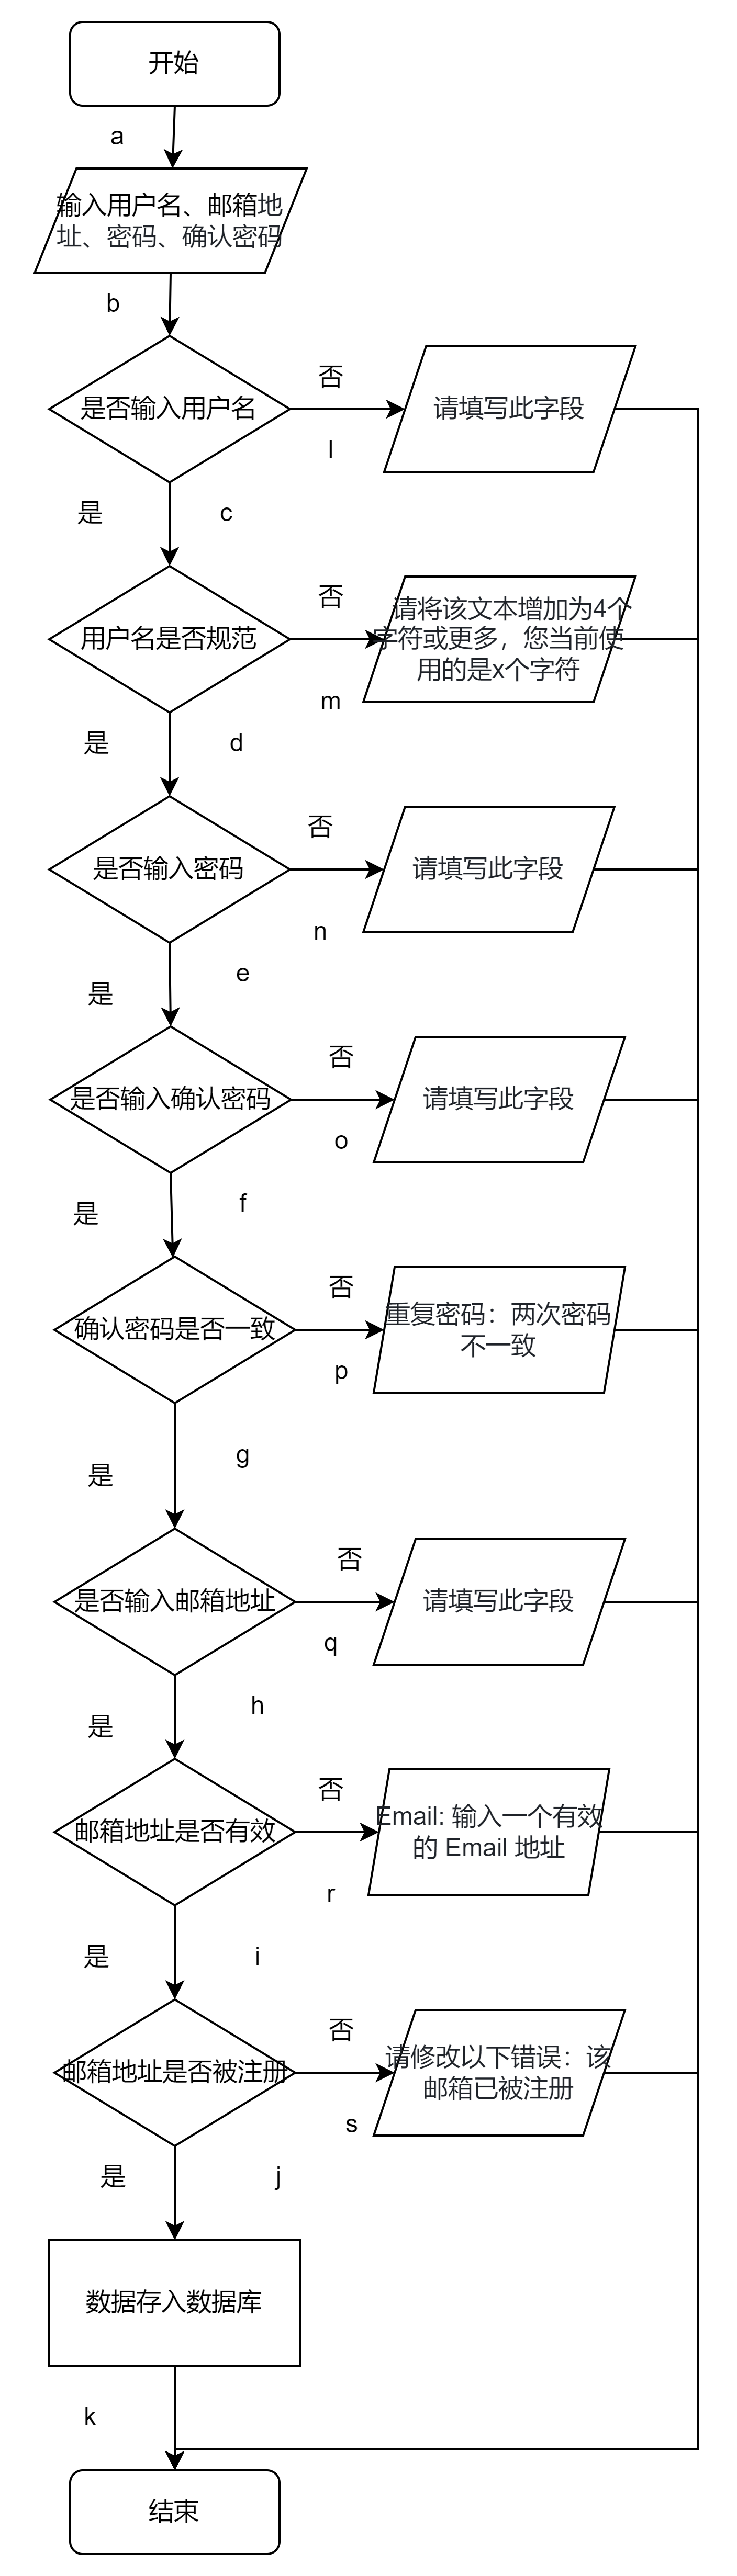 开始
a
输入用户名、邮箱地
址、密码、确认密码
b
是否输入用户名
否
l
请填写此字段
是
c
用户名是否规范
否
m
请将该文本增加为4个
字符或更多，您当前使
用的是x个字符
是
d
是否输入密码
否
n
请填写此字段
是
e
是否输入确认密码
否
o
请填写此字段
是
f
确认密码是否一致
否
p
重复密码：两次密码
不一致
是
g
是否输入邮箱地址
否
q
请填写此字段
是
h
邮箱地址是否有效
否
r
Email: 输入一个有效
的 Email 地址
是
i
邮箱地址是否被注册
否
s
请修改以下错误：该
邮箱已被注册
是
j
数据存入数据库
k
结束